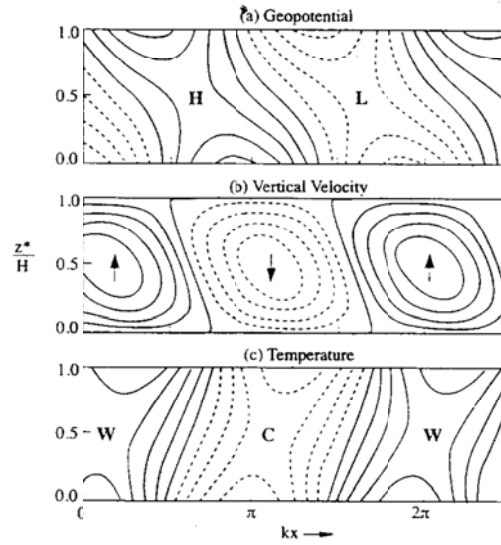 (a) Geopotential
1.0
0.5
0.0
H
L
(b) Vertical Velocity
1.0
0.5
0.0
z*
H
(c) Temperature
1.0
0.5
0.0
W
C
W
0
π
2π
kx